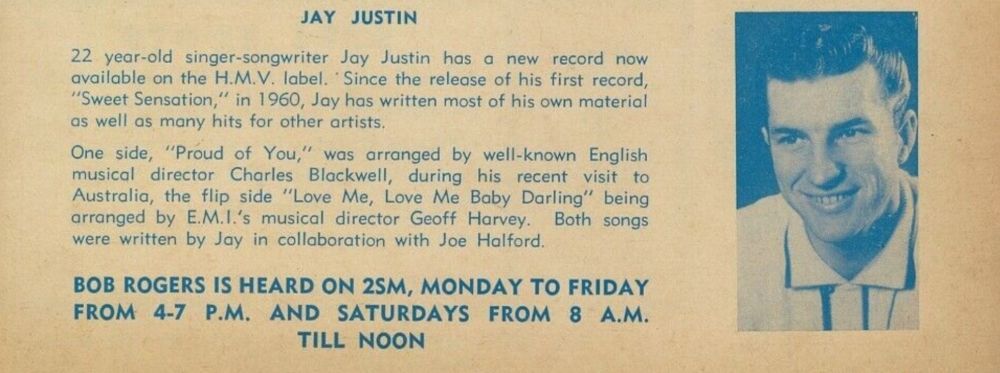 JAY JUSTIN
22 year-old singer-songwriter Jay Justin has a new record now
available on the H.M.V. label. Since the release of his first record,
"Sweet Sensation," in 1960, Jay has written most of his own material
as well as many hits for other artists.
One side, "Proud of You," was arranged by well-known English
musical director Charles Blackwell, during his recent visit to
Australia, the flip side "Love Me, Love Me Baby Darling" being
arranged by E.M.I.'s musical director Geoff Harvey. Both songs
were written by Jay in collaboration with Joe Halford.
BOB ROGERS IS HEARD ON 2SM, MONDAY TO FRIDAY
FROM 4-7 P.M. AND SATURDAYS FROM 8 A.M.
TILL NOON